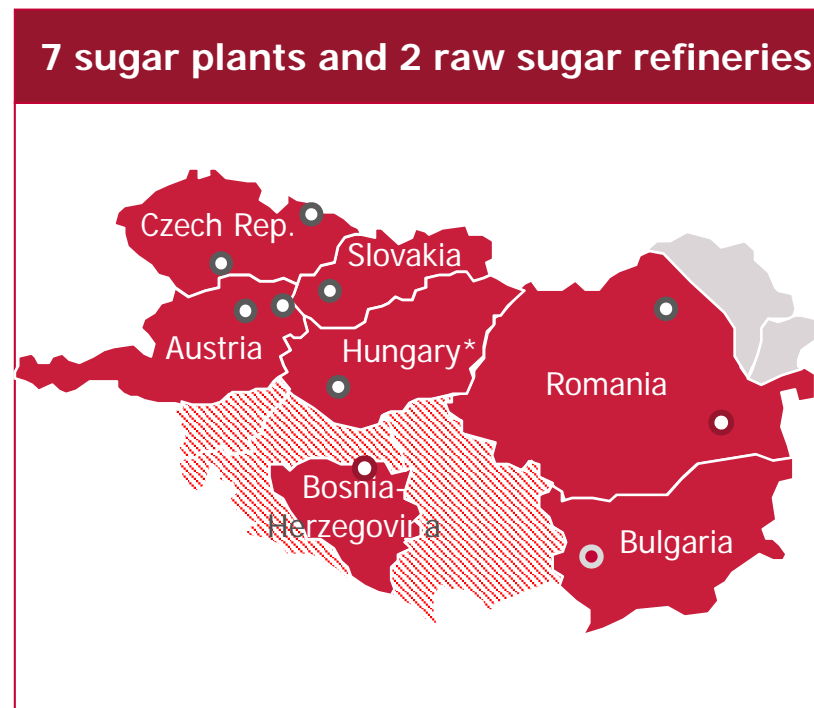 7 sugar plants and 2 raw sugar refineries
Czech Rep.
Slovakia
Austria
Hungary*
Romania
Bosnia-
Herzegovina
Bulgaria